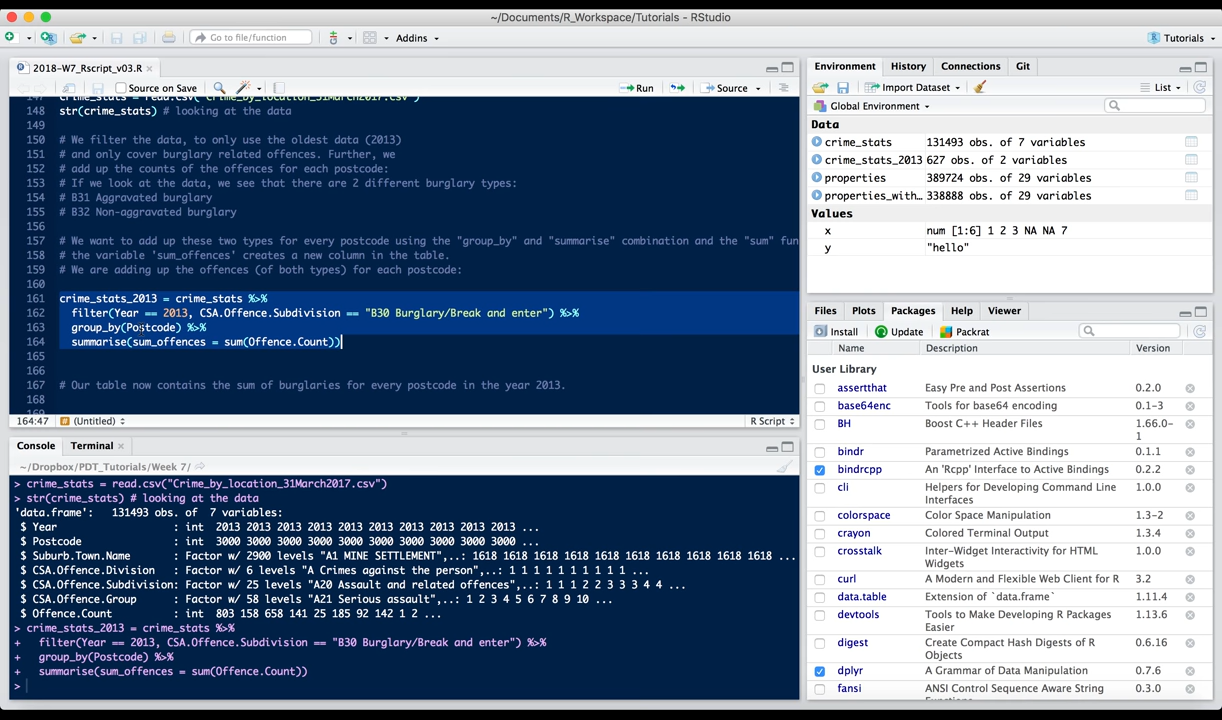 ~/Documents/R_Workspace/Tutorials - RStudio
Go to file/function
Addins
Tutorials
2018-W7_Rscript_v03.R
Source on Save
Run
Source
147 crime_stats = read.csv("Crime_by_location_31March2017.csv")
148 str(crime_stats) # looking at the data
149
150 # We filter the data, to only use the oldest data (2013)
151 # and only cover burglary related offences. Further, we
152 # add up the counts of the offences for each postcode:
153 # If we look at the data, we see that there are 2 different burglary types:
154 # B31 Aggravated burglary
155 # B32 Non-aggravated burglary
156
157 # We want to add up these two types for every postcode using the "group_by" and "summarise" combination and the "sum" fun
158 # the variable 'sum_offences' creates a new column in the table.
159 # We are adding up the offences (of both types) for each postcode:
160
161 crime_stats_2013 = crime_stats %>%
162 filter(Year == 2013, CSA.Offence.Subdivision == "B30 Burglary/Break and enter") %>%
163 group_by(Postcode) %>%
164 summarise(sum_offences = sum(Offence.Count))
165
166
167 # Our table now contains the sum of burglaries for every postcode in the year 2013.
168
169
164:47 (Untitled) R Script
Console Terminal
~/Dropbox/PDT_Tutorials/Week 7/
> crime_stats = read.csv("Crime_by_location_31March2017.csv")
> str(crime_stats) # looking at the data
'data.frame': 131493 obs. of 7 variables:
$ Year : int 2013 2013 2013 2013 2013 2013 2013 2013 2013 2013 ...
$ Postcode : int 3000 3000 3000 3000 3000 3000 3000 3000 3000 3000 ...
$ Suburb.Town.Name : Factor w/ 2900 levels "A1 MINE SETTLEMENT",..: 1618 1618 1618 1618 1618 1618 1618 1618 1618 1618 ...
$ CSA.Offence.Division : Factor w/ 6 levels "A Crimes against the person",..: 1 1 1 1 1 1 1 1 1 1 ...
$ CSA.Offence.Subdivision: Factor w/ 25 levels "A20 Assault and related offences",..: 1 1 1 2 2 3 3 3 4 4 ...
$ CSA.Offence.Group : Factor w/ 58 levels "A21 Serious assault",..: 1 2 3 4 5 6 7 8 9 10 ...
$ Offence.Count : int 803 158 658 141 25 185 92 142 1 2 ...
> crime_stats_2013 = crime_stats %>%
+ filter(Year == 2013, CSA.Offence.Subdivision == "B30 Burglary/Break and enter") %>%
+ group_by(Postcode) %>%
+ summarise(sum_offences = sum(Offence.Count))
>
Environment History Connections Git
Import Dataset List
Global Environment
Data
crime_stats 131493 obs. of 7 variables
crime_stats_2013 627 obs. of 2 variables
properties 389724 obs. of 29 variables
properties_with… 338888 obs. of 29 variables
Values
x num [1:6] 1 2 3 NA NA 7
y "hello"
Files Plots Packages Help Viewer
Install Update Packrat
Name Description Version
User Library
assertthat Easy Pre and Post Assertions 0.2.0
base64enc Tools for base64 encoding 0.1-3
BH Boost C++ Header Files 1.66.0-
1
bindr Parametrized Active Bindings 0.1.1
bindrcpp An 'Rcpp' Interface to Active Bindings 0.2.2
cli Helpers for Developing Command Line 1.0.0
Interfaces
colorspace Color Space Manipulation 1.3-2
crayon Colored Terminal Output 1.3.4
crosstalk Inter-Widget Interactivity for HTML 1.0.0
Widgets
curl A Modern and Flexible Web Client for R 3.2
data.table Extension of `data.frame` 1.11.4
devtools Tools to Make Developing R Packages 1.13.6
Easier
digest Create Compact Hash Digests of R 0.6.16
Objects
dplyr A Grammar of Data Manipulation 0.7.6
fansi ANSI Control Sequence Aware String 0.3.0